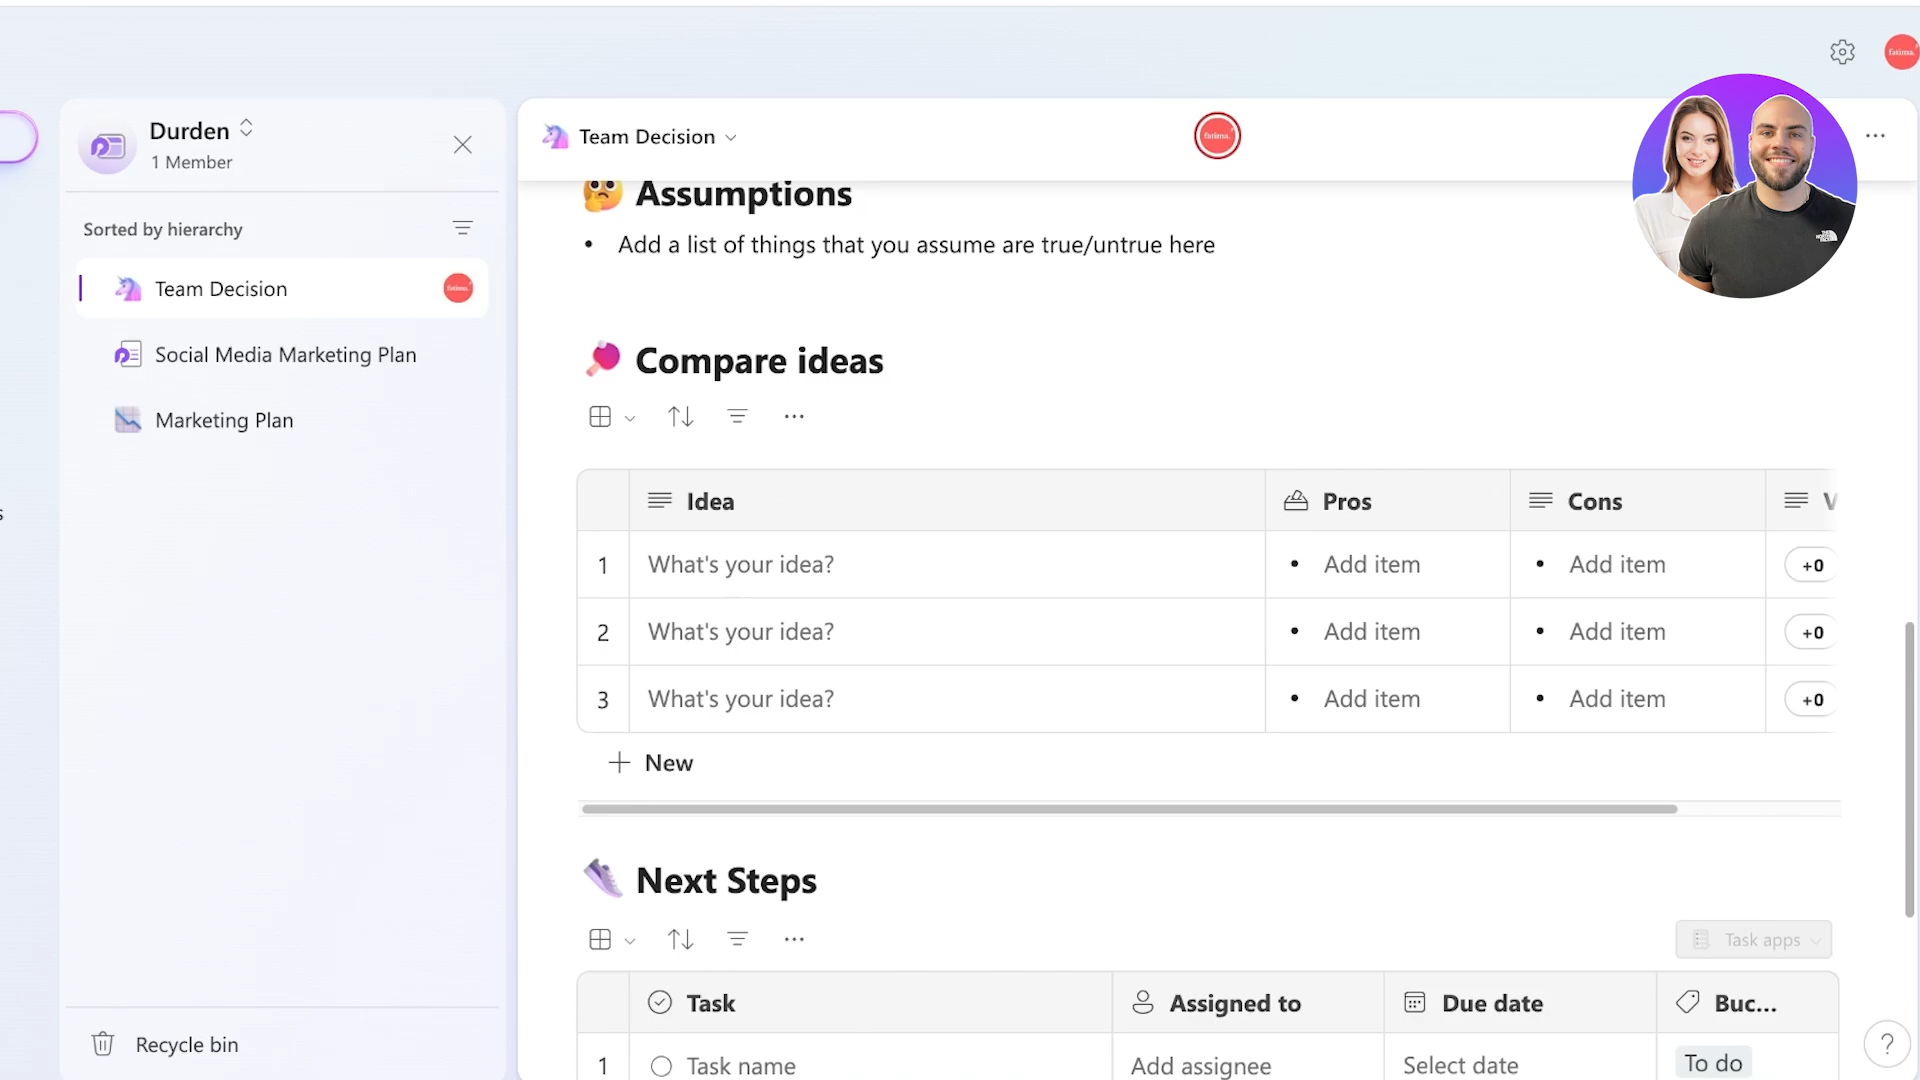 fatima.
Durden
1 Member
Team Decision
fatima.
Sorted by hierarchy
Team Decision
fatima.
Social Media Marketing Plan
Marketing Plan
Recycle bin
Assumptions
• Add a list of things that you assume are true/untrue here
Compare ideas
Idea Pros Cons V
1 What's your idea? • Add item • Add item +0
2 What's your idea? • Add item • Add item +0
3 What's your idea? • Add item • Add item +0
+ New
Next Steps
Task apps
Task Assigned to Due date Buc...
1 Task name Add assignee Select date To do
?